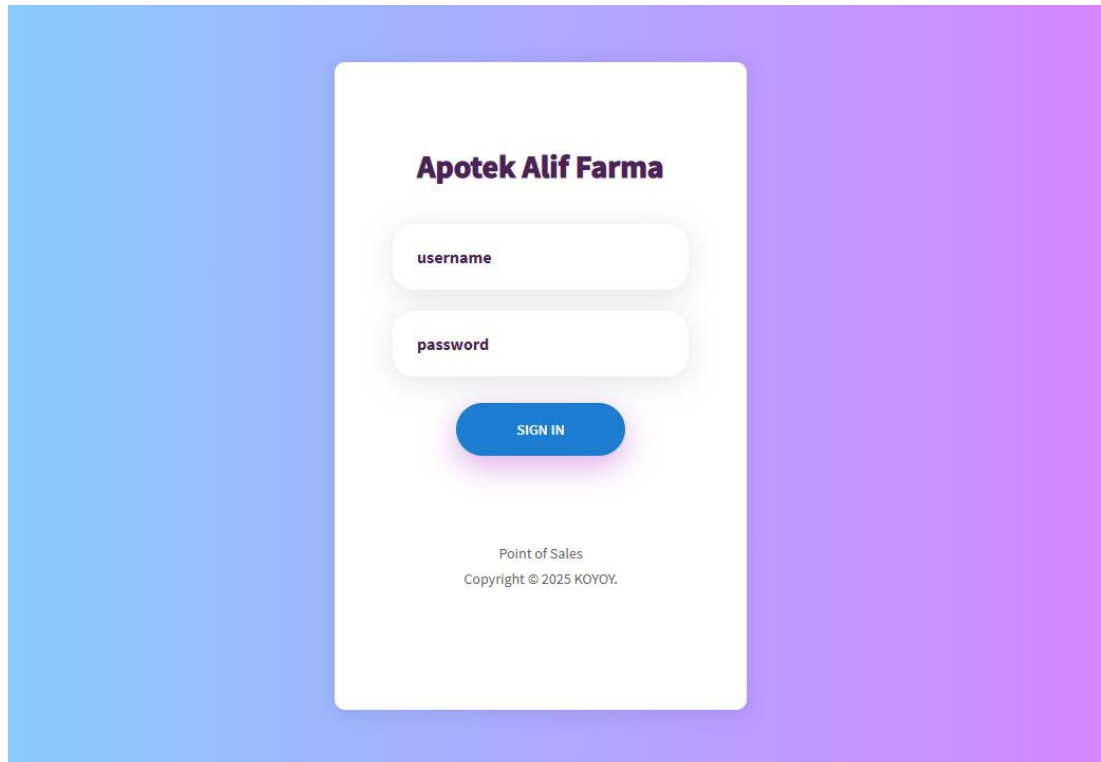 Apotek Alif Farma
username
password
SIGN IN
Point of Sales
Copyright © 2025 KOYOY.